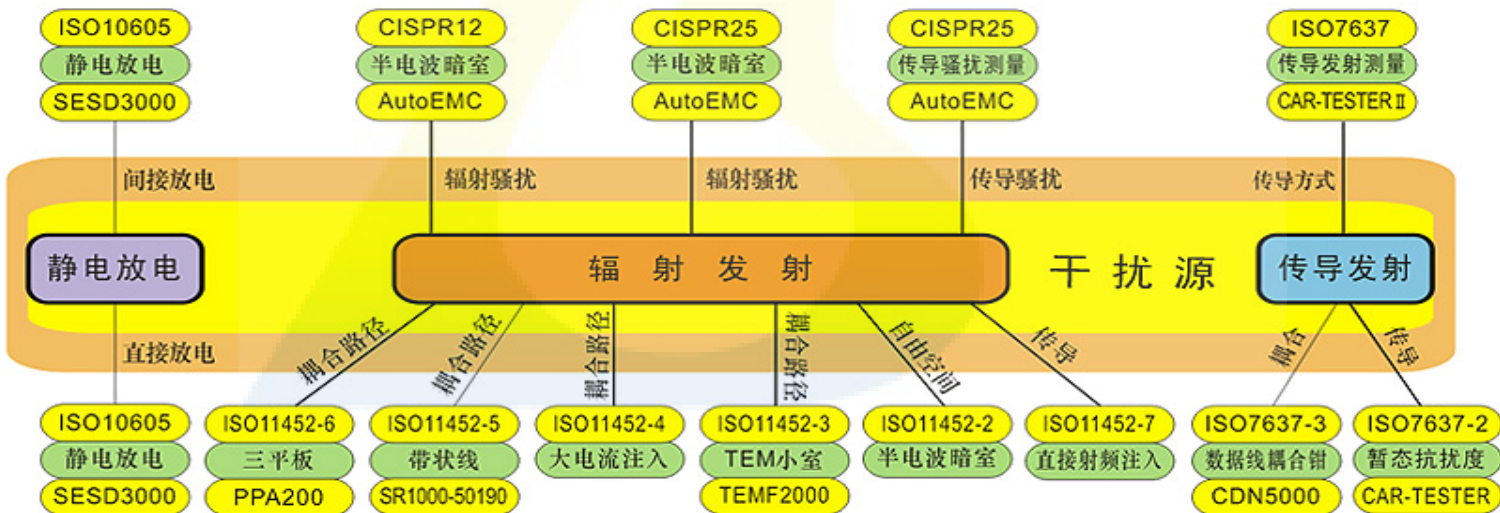 ISO10605
静电放电
SESD3000
CISPR12
半电波暗室
AutoEMC
CISPR25
半电波暗室
AutoEMC
CISPR25
传导骚扰测量
AutoEMC
ISO7637
传导发射测量
CAR-TESTERⅡ
间接放电
辐射骚扰
辐射骚扰
传导骚扰
传导方式
静电放电
辐射发射
干扰源
传导发射
直接放电
耦合路径
耦合路径
耦合路径
耦合路径
自由空间
传导
耦合
传导
ISO10605
静电放电
SESD3000
ISO11452-6
三平板
PPA200
ISO11452-5
带状线
SR1000-50190
ISO11452-4
大电流注入
ISO11452-3
TEM小室
TEMF2000
ISO11452-2
半电波暗室
ISO11452-7
直接射频注入
ISO7637-3
数据线耦合钳
CDN5000
ISO7637-2
暂态抗扰度
CAR-TESTER